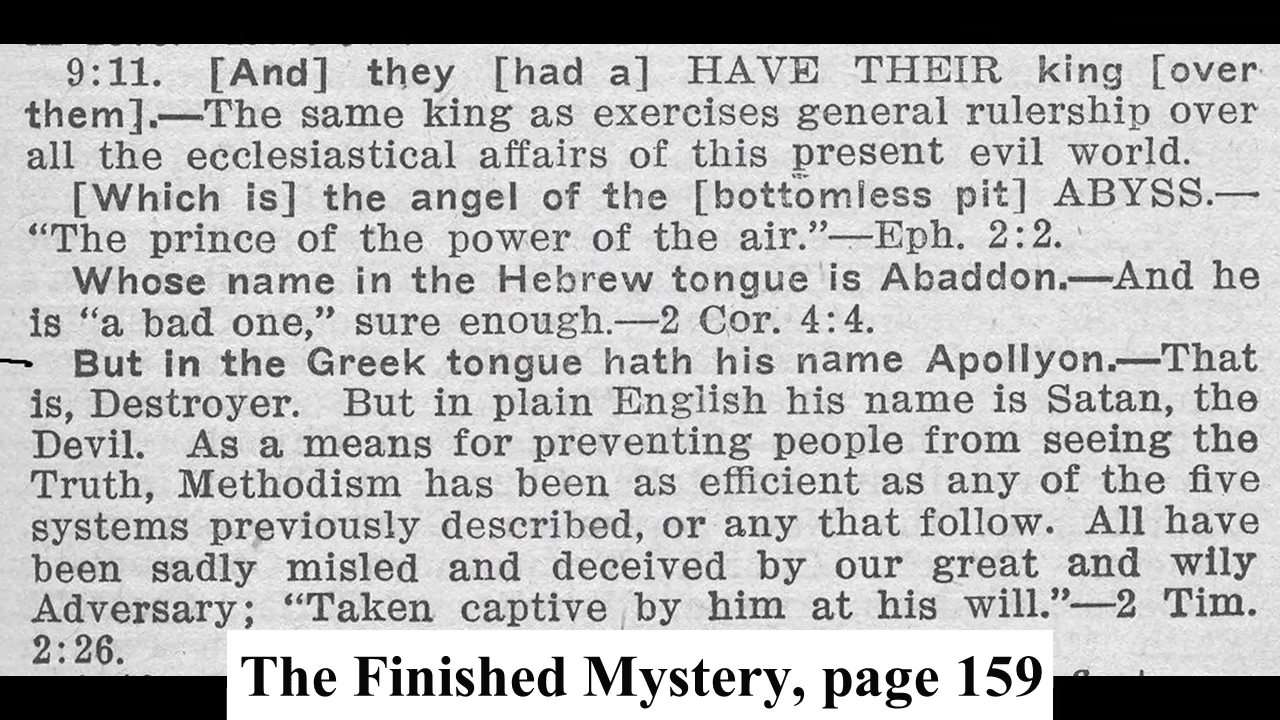 9:11. [And] they [had a] HAVE THEIR king [over
them].—The same king as exercises general rulership over
all the ecclesiastical affairs of this present evil world.
[Which is] the angel of the [bottomless pit] ABYSS.—
“The prince of the power of the air.”—Eph. 2:2.
Whose name in the Hebrew tongue is Abaddon.—And he
is “a bad one,” sure enough.—2 Cor. 4:4.
But in the Greek tongue hath his name Apollyon.—That
is, Destroyer. But in plain English his name is Satan, the
Devil. As a means for preventing people from seeing the
Truth, Methodism has been as efficient as any of the five
systems previously described, or any that follow. All have
been sadly misled and deceived by our great and wily
Adversary; “Taken captive by him at his will.”—2 Tim.
2:26.
The Finished Mystery, page 159